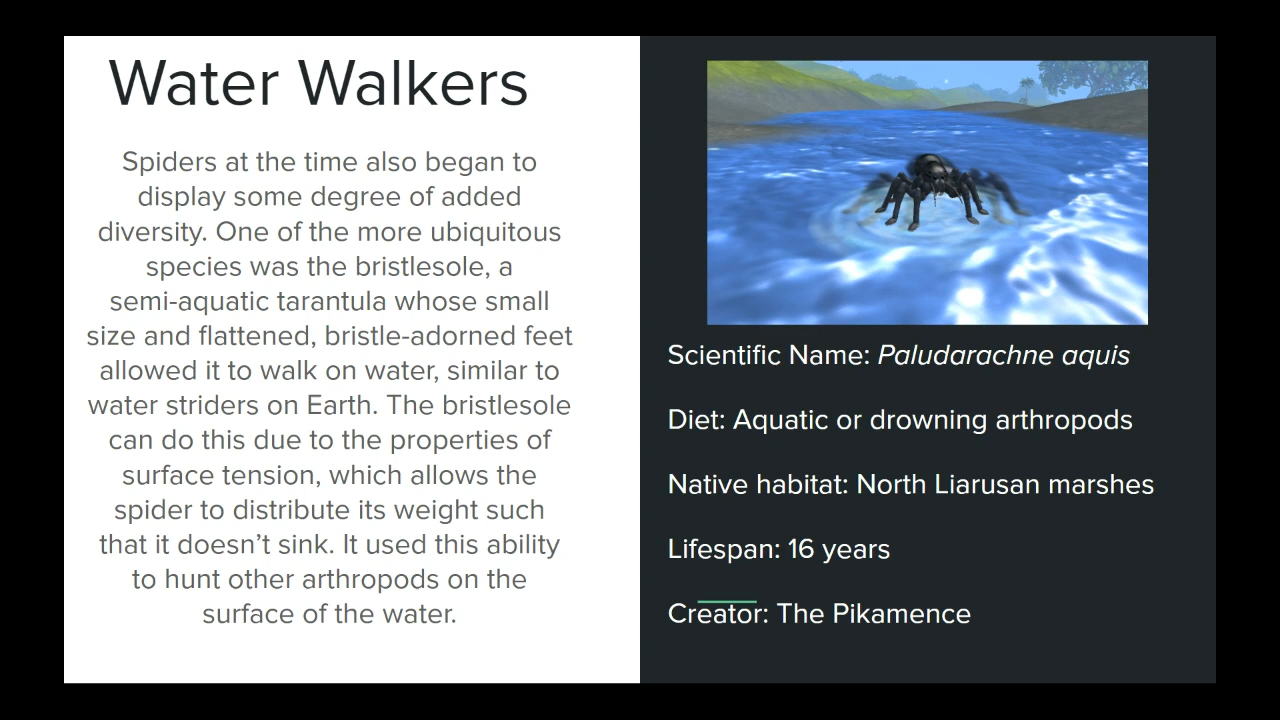 Water Walkers
Spiders at the time also began to
display some degree of added
diversity. One of the more ubiquitous
species was the bristlesole, a
semi-aquatic tarantula whose small
size and flattened, bristle-adorned feet
allowed it to walk on water, similar to
water striders on Earth. The bristlesole
can do this due to the properties of
surface tension, which allows the
spider to distribute its weight such
that it doesn’t sink. It used this ability
to hunt other arthropods on the
surface of the water.
Scientific Name: Paludarachne aquis
Diet: Aquatic or drowning arthropods
Native habitat: North Liarusan marshes
Lifespan: 16 years
Creator: The Pikamence